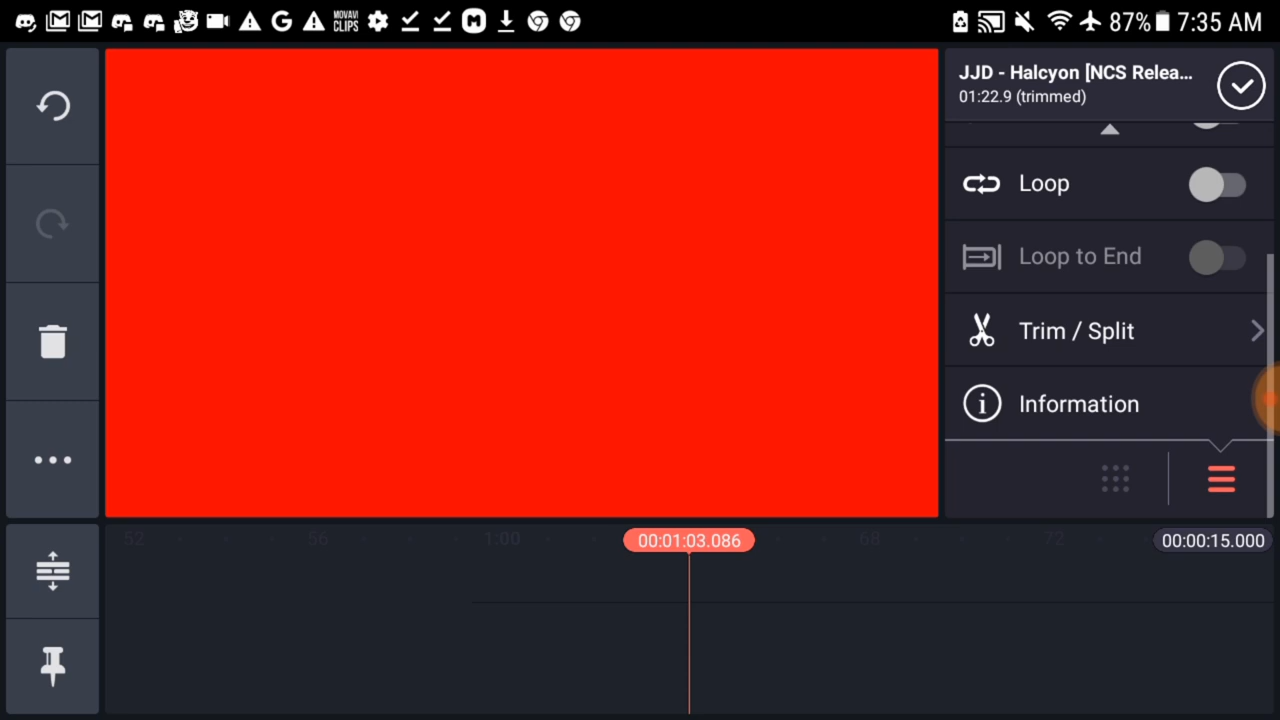 MOVAVI
CLIPS
87% 7:35 AM
JJD - Halcyon [NCS Relea...
01:22.9 (trimmed)
Loop
Loop to End
Trim / Split
Information
52 56 1:00 00:01:03.086 68 72 00:00:15.000